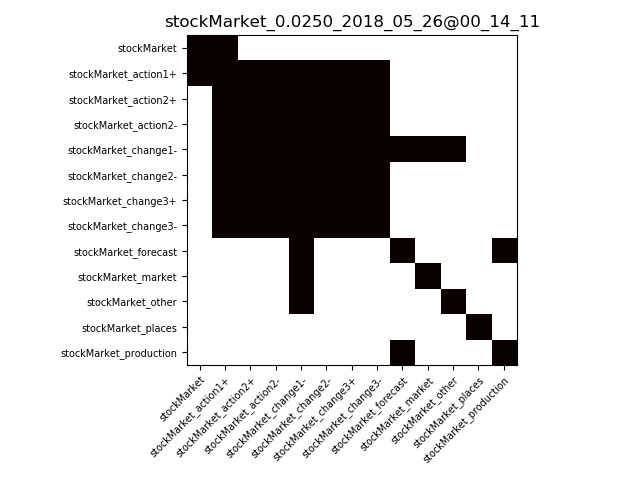 stockMarket_0.0250_2018_05_26@00_14_11
stockMarket
stockMarket_action1+
stockMarket_action2+
stockMarket_action2-
stockMarket_change1-
stockMarket_change2-
stockMarket_change3+
stockMarket_change3-
stockMarket_forecast
stockMarket_market
stockMarket_other
stockMarket_places
stockMarket_production
stockMarket
stockMarket_action1+
stockMarket_action2+
stockMarket_action2-
stockMarket_change1-
stockMarket_change2-
stockMarket_change3+
stockMarket_change3-
stockMarket_forecast
stockMarket_market
stockMarket_other
stockMarket_places
stockMarket_production